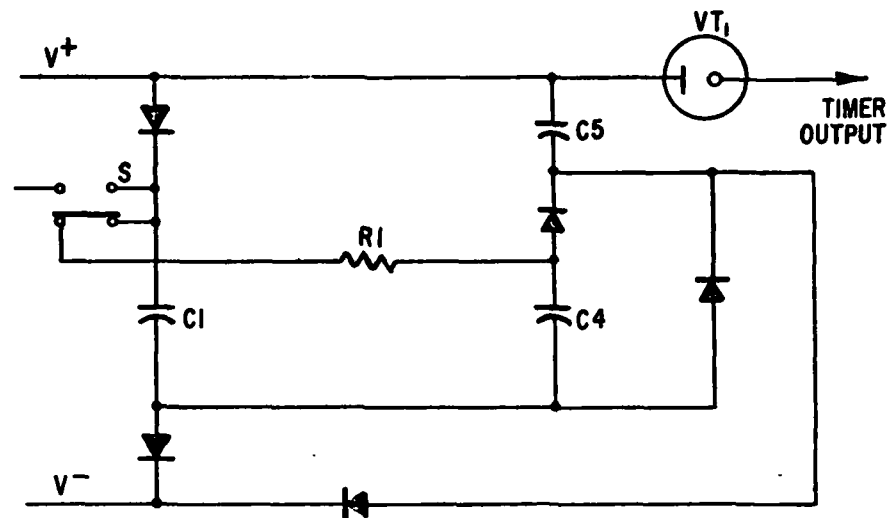 VT1
V+
TIMER
OUTPUT
C5
S
R1
C1
C4
V-